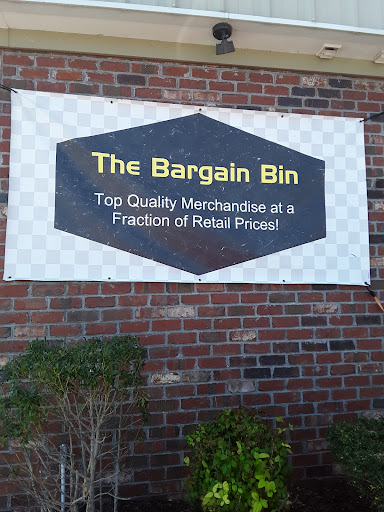 The Bargain Bin
Top Quality Merchandise at a
Fraction of Retail Prices!